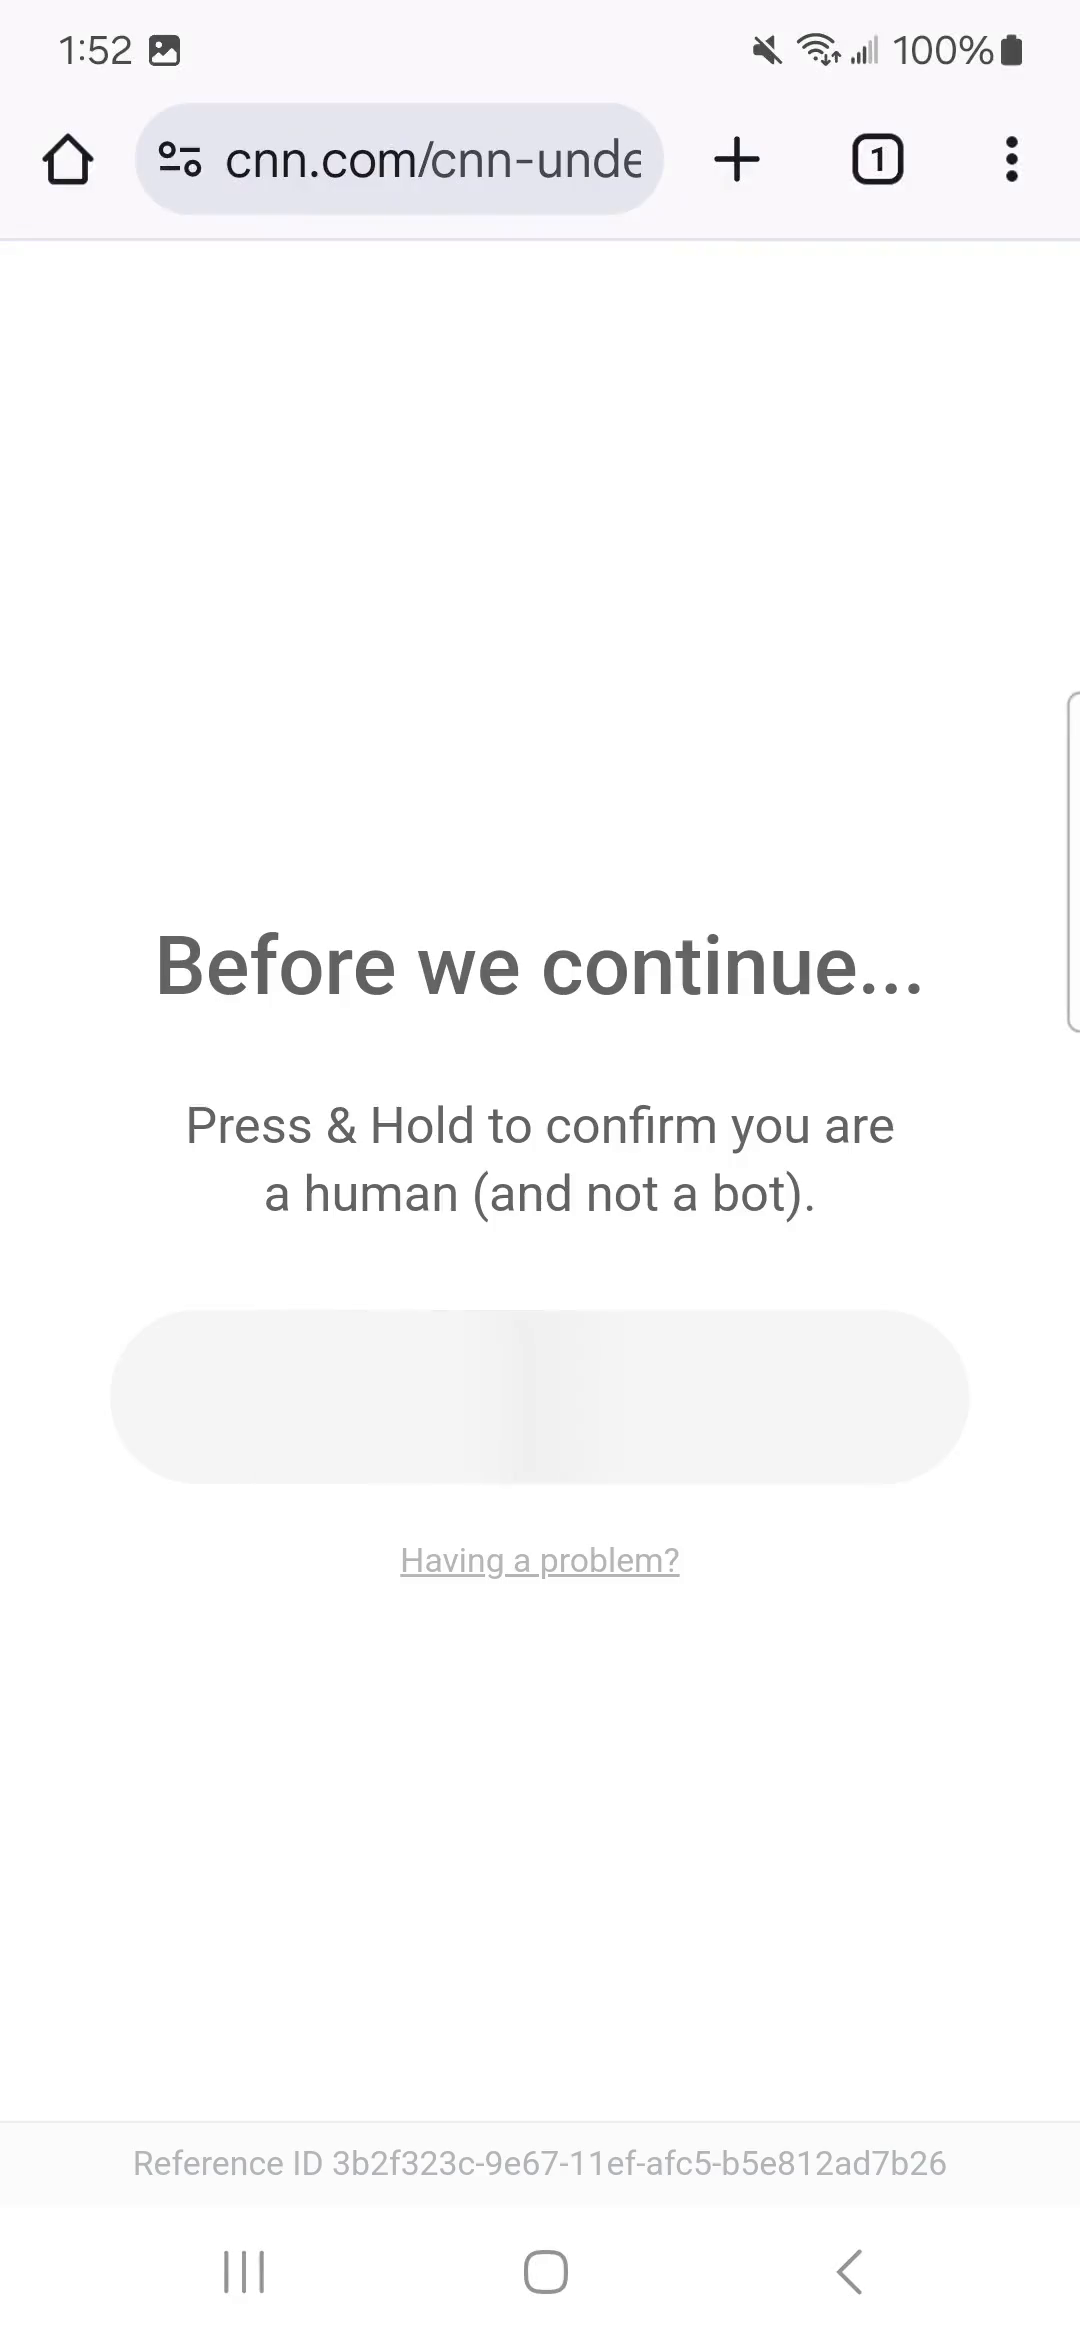 1:52 100%
cnn.com/cnn-unde 1
Before we continue...
Press & Hold to confirm you are
a human (and not a bot).
Having a problem?
Reference ID 3b2f323c-9e67-11ef-afc5-b5e812ad7b26